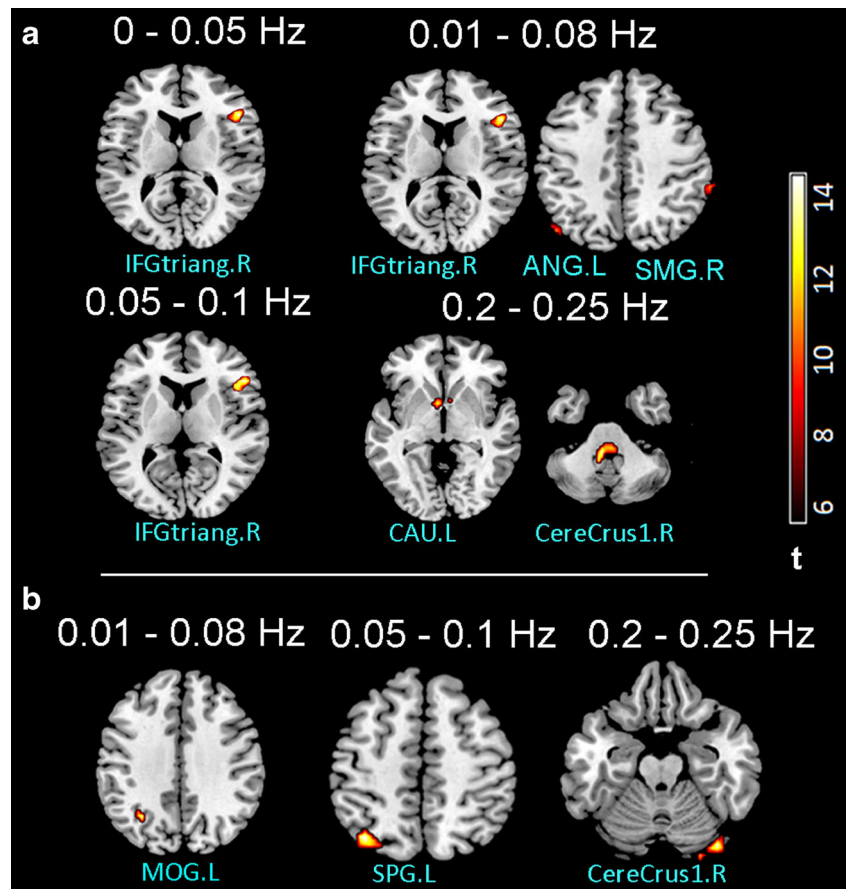 a
0 - 0.05 Hz
0.01 - 0.08 Hz
IFGtriang.R
IFGtriang.R
ANG.L
SMG.R
0.05 - 0.1 Hz
0.2 - 0.25 Hz
IFGtriang.R
CAU.L
CereCrus1.R
14
12
10
8
6
t
b
0.01 - 0.08 Hz
0.05 - 0.1 Hz
0.2 - 0.25 Hz
MOG.L
SPG.L
CereCrus1.R